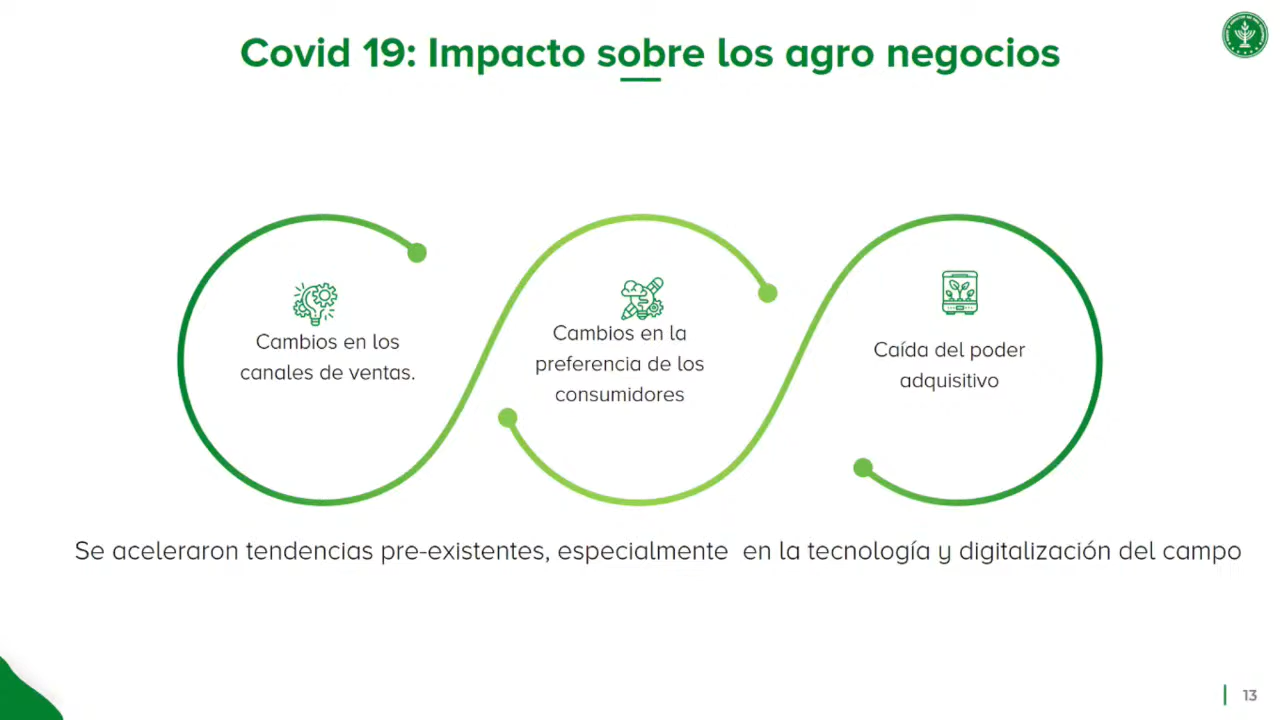 Covid 19: Impacto sobre los agro negocios
Cambios en los
canales de ventas.
Cambios en la
preferencia de los
consumidores
Caída del poder
adquisitivo
Se aceleraron tendencias pre-existentes, especialmente en la tecnología y digitalización del campo
13